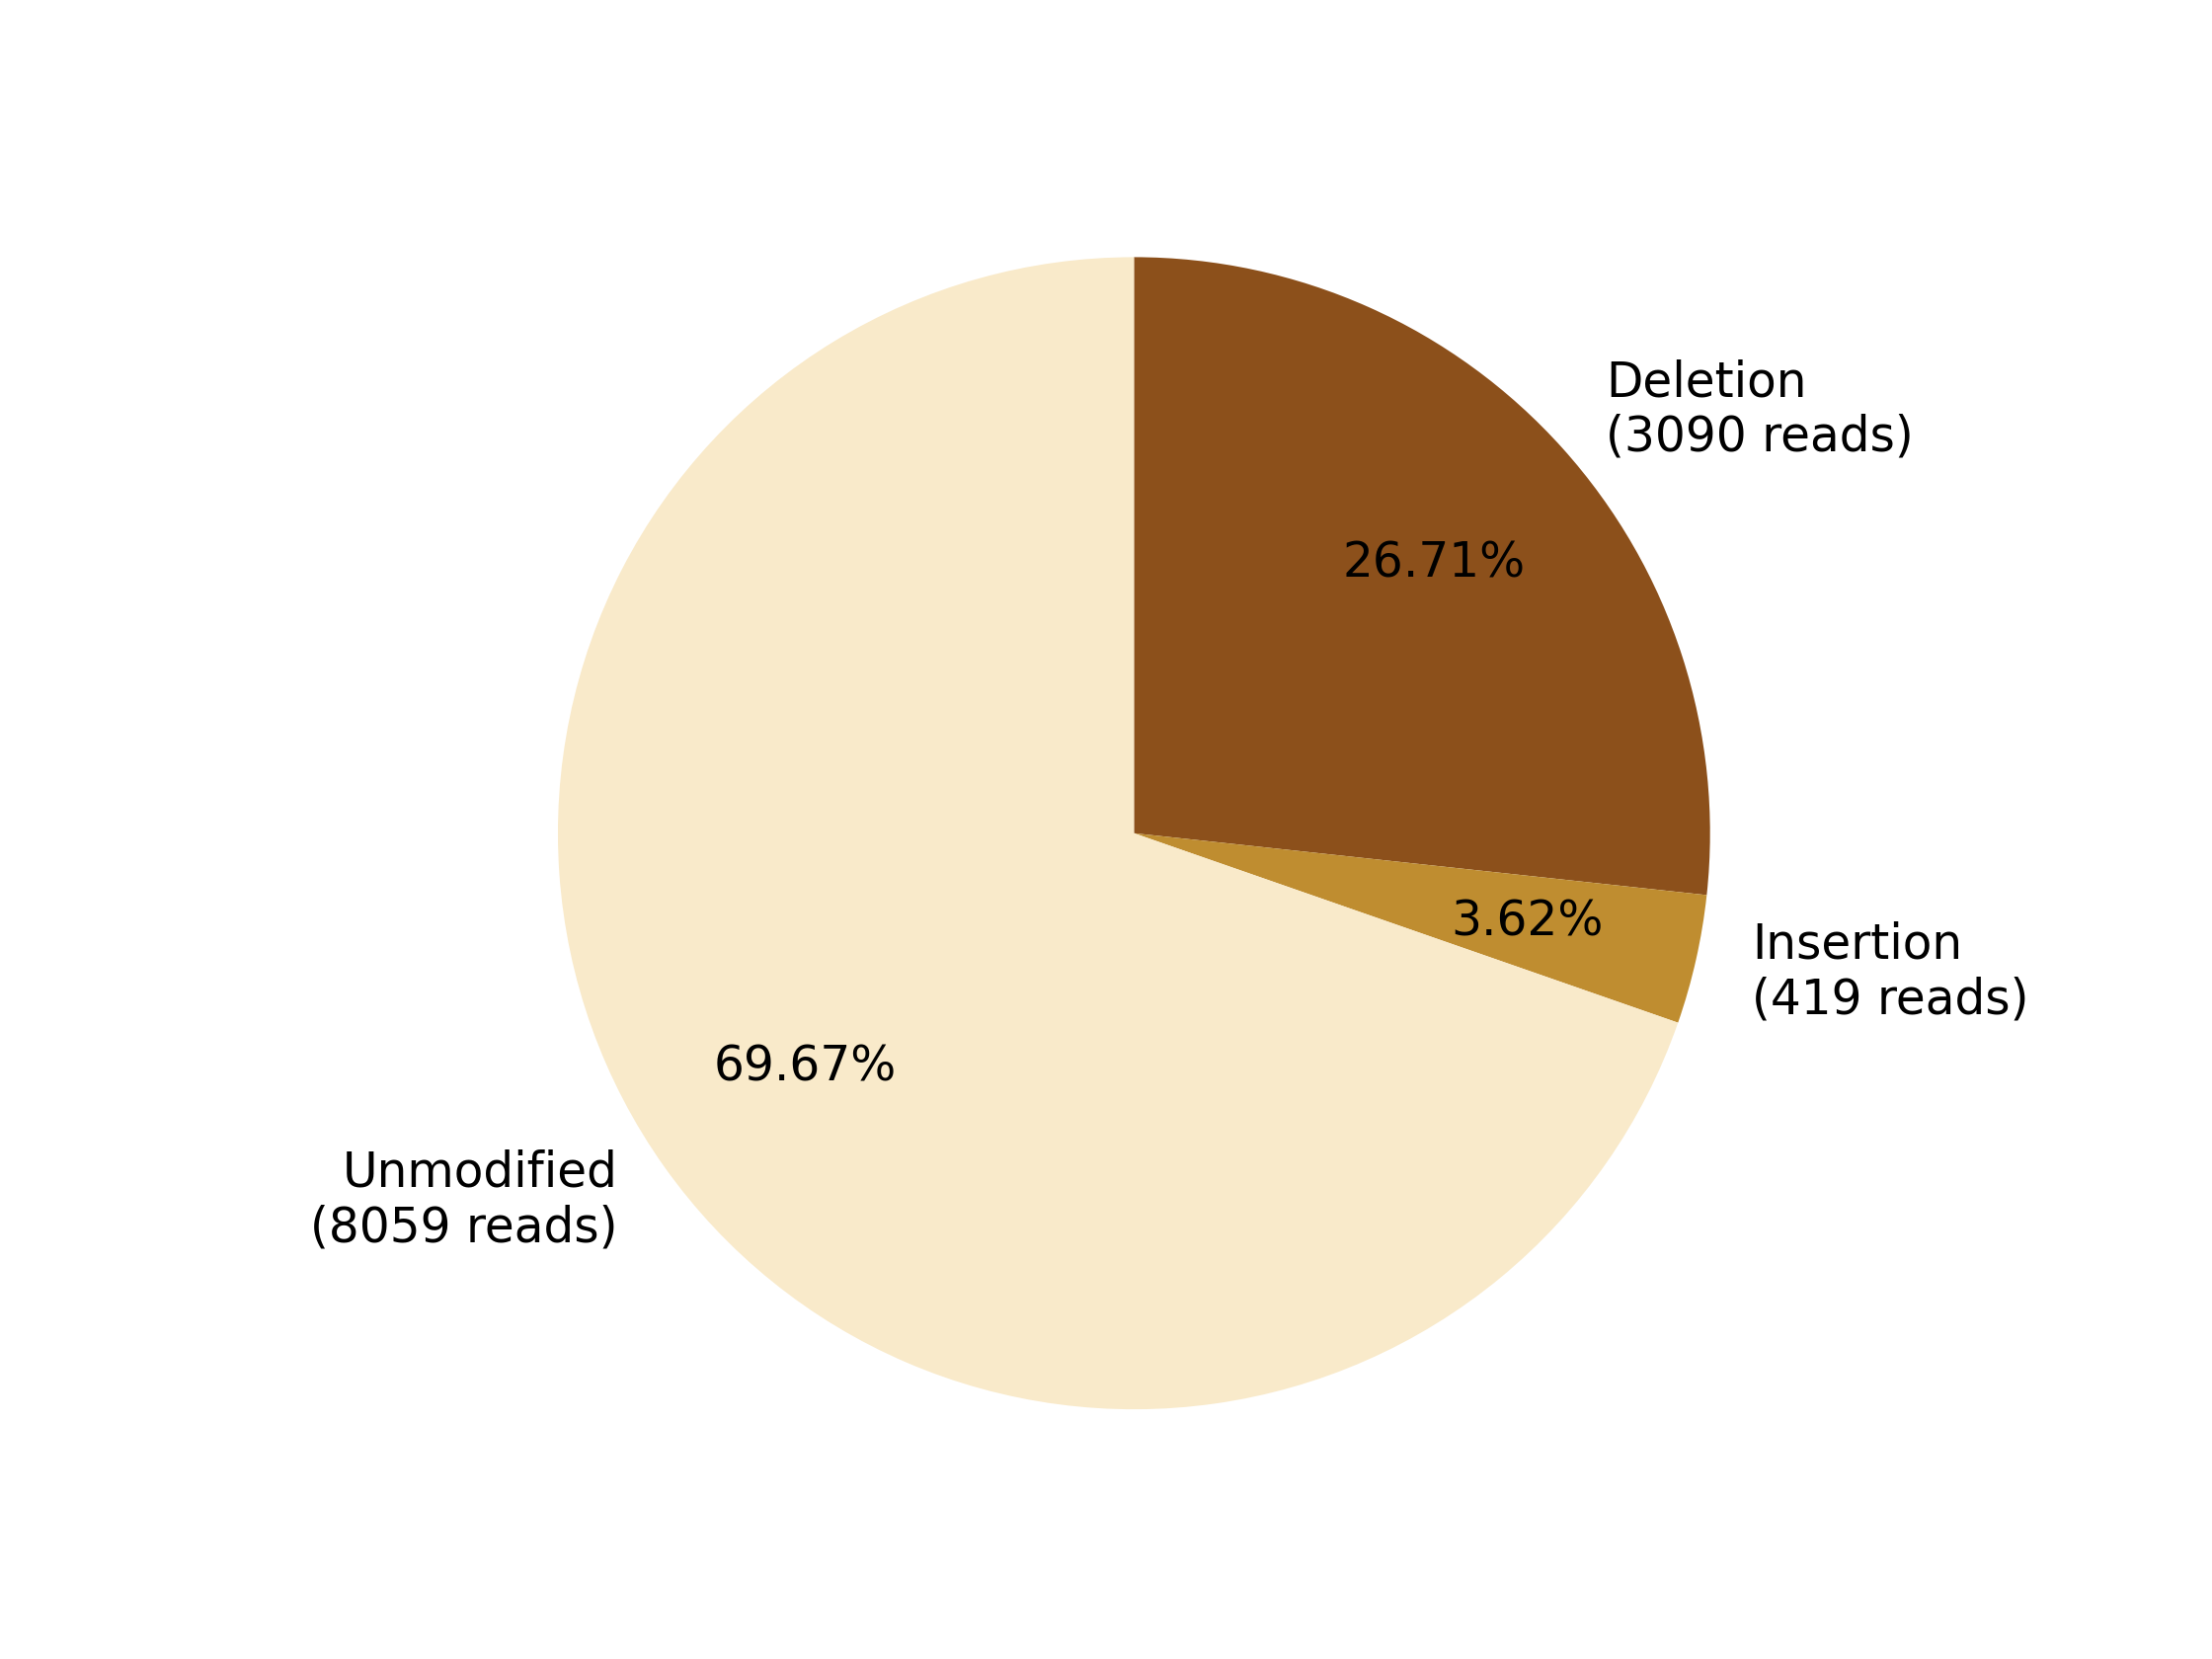 Deletion
(3090 reads)
26.71%
3.62%
Insertion
(419 reads)
69.67%
Unmodified
(8059 reads)